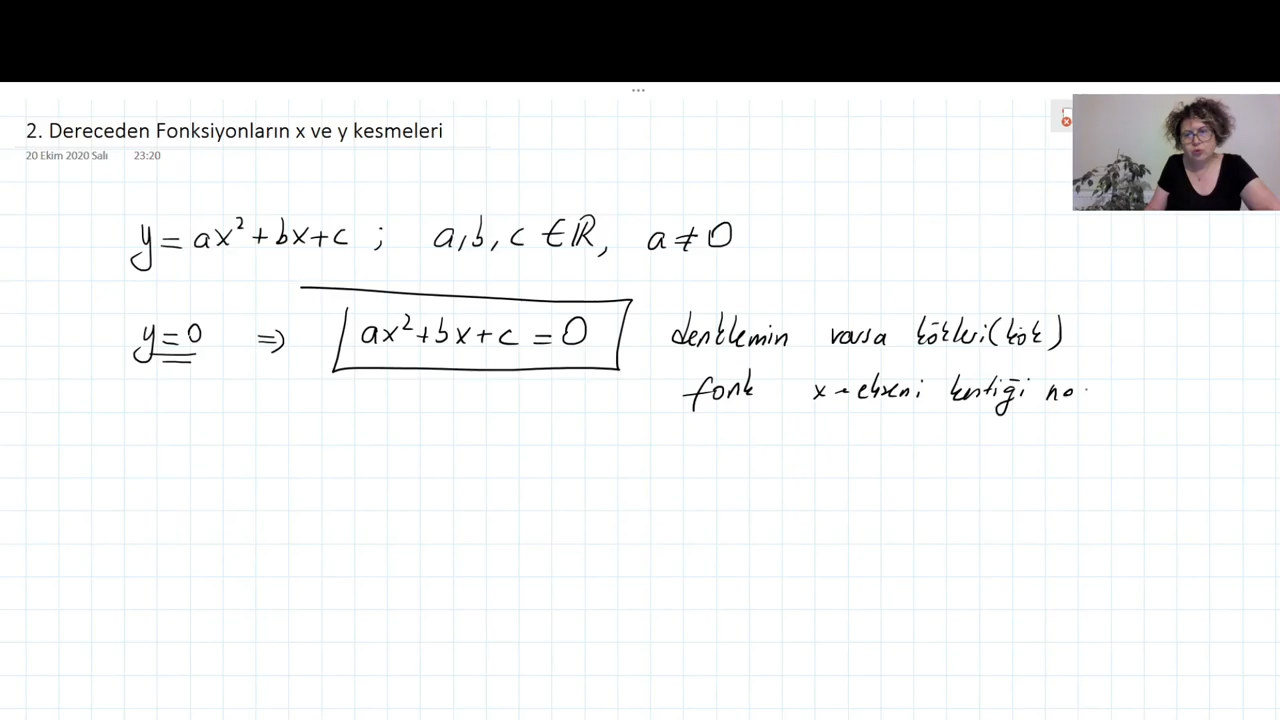 2. Dereceden Fonksiyonların x ve y kesmeleri
20 Ekim 2020 Salı 23:20
y = ax² + bx + c ; a, b, c ∈ ℝ, a ≠ 0
y = 0 ⇒ ax² + bx + c = 0 denklemin varsa kökleri (kök)
fonk x - ekseni kestiği no